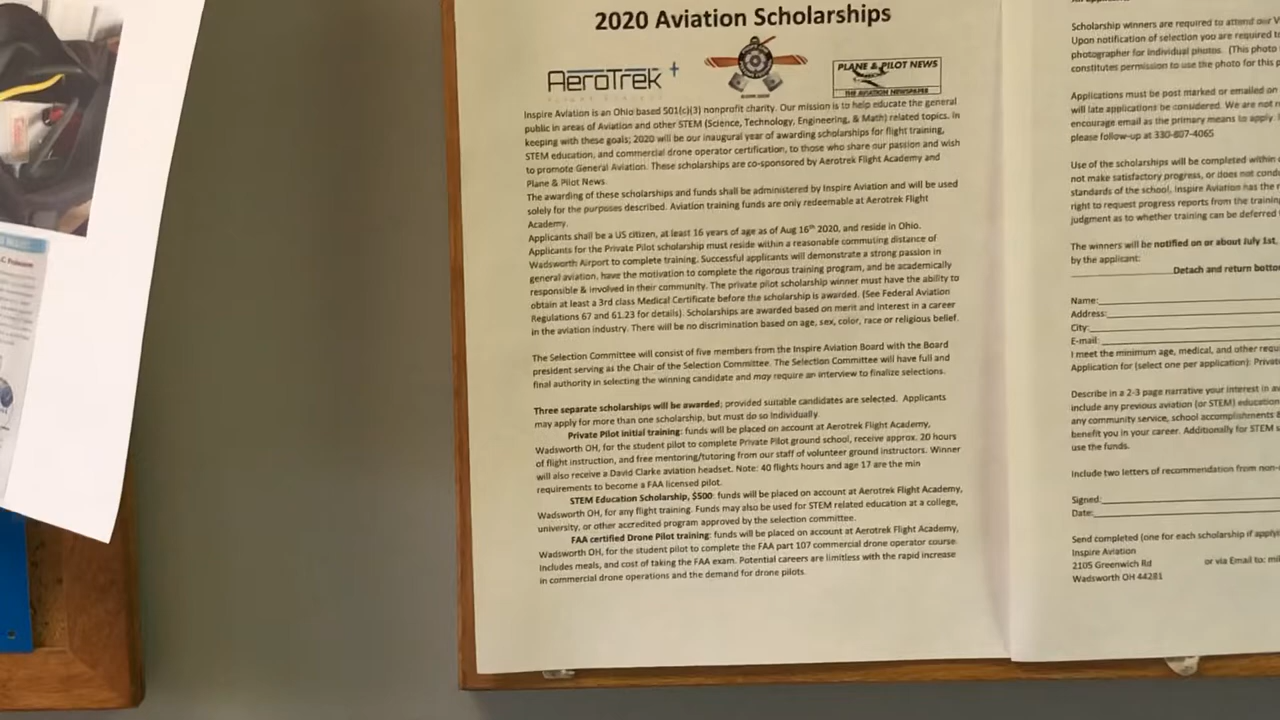 2020 Aviation Scholarships
AeroTrek
PLANE & PILOT NEWS
THE AVIATION NEWSPAPER
Inspire Aviation is an Ohio based 501(c)(3) nonprofit charity. Our mission is to help educate the general
public in areas of Aviation and other STEM (Science, Technology, Engineering, & Math) related topics. In
keeping with these goals; 2020 will be our inaugural year of awarding scholarships for flight training,
STEM education, and commercial drone operator certification, to those who share our passion and wish
to promote General Aviation. These scholarships are co-sponsored by Aerotrek Flight Academy and
Plane & Pilot News.
The awarding of these scholarships and funds shall be administered by Inspire Aviation and will be used
solely for the purposes described. Aviation training funds are only redeemable at Aerotrek Flight
Academy.
Applicants shall be a US citizen, at least 16 years of age as of Aug 16th 2020, and reside in Ohio.
Applicants for the Private Pilot scholarship must reside within a reasonable commuting distance of
Wadsworth Airport to complete training. Successful applicants will demonstrate a strong passion in
general aviation, have the motivation to complete the rigorous training program, and be academically
responsible & involved in their community. The private pilot scholarship winner must have the ability to
obtain at least a 3rd class Medical Certificate before the scholarship is awarded. (See Federal Aviation
Regulations 67 and 61.23 for details). Scholarships are awarded based on merit and interest in a career
in the aviation industry. There will be no discrimination based on age, sex, color, race or religious belief.
The Selection Committee will consist of five members from the Inspire Aviation Board with the Board
president serving as the Chair of the Selection Committee. The Selection Committee will have full and
final authority in selecting the winning candidate and may require an interview to finalize selections.
Three separate scholarships will be awarded; provided suitable candidates are selected. Applicants
may apply for more than one scholarship, but must do so individually.
Private Pilot initial training: funds will be placed on account at Aerotrek Flight Academy,
Wadsworth OH, for the student pilot to complete Private Pilot ground school, receive approx. 20 hours
of flight instruction, and free mentoring/tutoring from our staff of volunteer ground instructors. Winner
will also receive a David Clarke aviation headset. Note: 40 flights hours and age 17 are the min
requirements to become a FAA licensed pilot.
STEM Education Scholarship, $500: funds will be placed on account at Aerotrek Flight Academy,
Wadsworth OH, for any flight training. Funds may also be used for STEM related education at a college,
university, or other accredited program approved by the selection committee.
FAA certified Drone Pilot training: funds will be placed on account at Aerotrek Flight Academy,
Wadsworth OH, for the student pilot to complete the FAA part 107 commercial drone operator course.
Includes meals, and cost of taking the FAA exam. Potential careers are limitless with the rapid increase
in commercial drone operations and the demand for drone pilots.
Scholarship winners are required to attend our
Upon notification of selection you are required to
photographer for individual photos. (This photo
constitutes permission to use the photo for this
Applications must be post marked or emailed on
will late applications be considered. We are not
encourage email as the primary means to apply.
please follow-up at 330-807-4065
Use of the scholarships will be completed within
not make satisfactory progress, or does not
standards of the school, Inspire Aviation has the
right to request progress reports from the
judgment as to whether training can be deferred
The winners will be notified on or about July 1st,
by the applicant:
Detach and return
Name:
Address:
City:
E-mail:
I meet the minimum age, medical, and other
Application for (select one per application):
Describe in a 2-3 page narrative your interest in
include any previous aviation (or STEM)
any community service, school accomplishments
benefit you in your career. Additionally for STEM
use the funds.
Include two letters of recommendation from
Signed:
Date:
Send completed (one for each scholarship if
Inspire Aviation
2105 Greenwich Rd or via Email to:
Wadsworth OH 44281